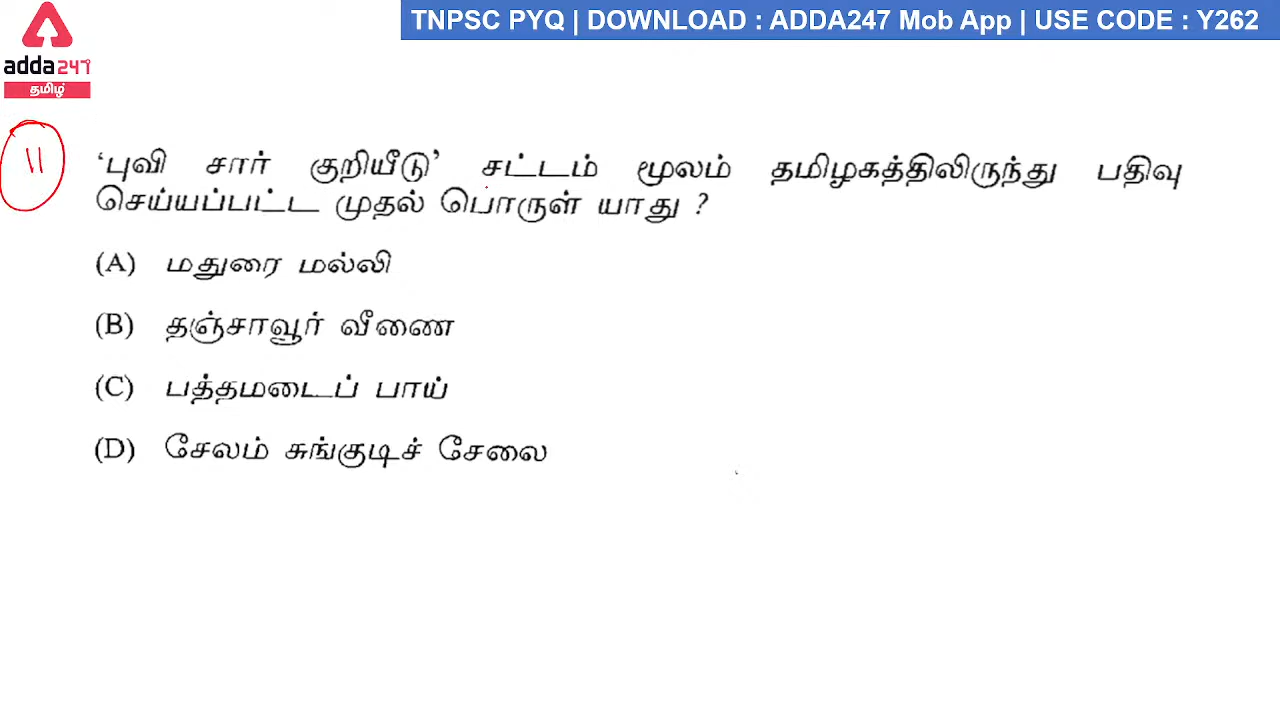 TNPSC PYQ | DOWNLOAD : ADDA247 Mob App | USE CODE : Y262
adda247
தமிழ்
11
‘புவி சார் குறியீடு’ சட்டம் மூலம் தமிழகத்திலிருந்து பதிவு
செய்யப்பட்ட முதல் பொருள் யாது ?
(A) மதுரை மல்லி
(B) தஞ்சாவூர் வீணை
(C) பத்தமடைப் பாய்
(D) சேலம் சுங்குடிச் சேலை